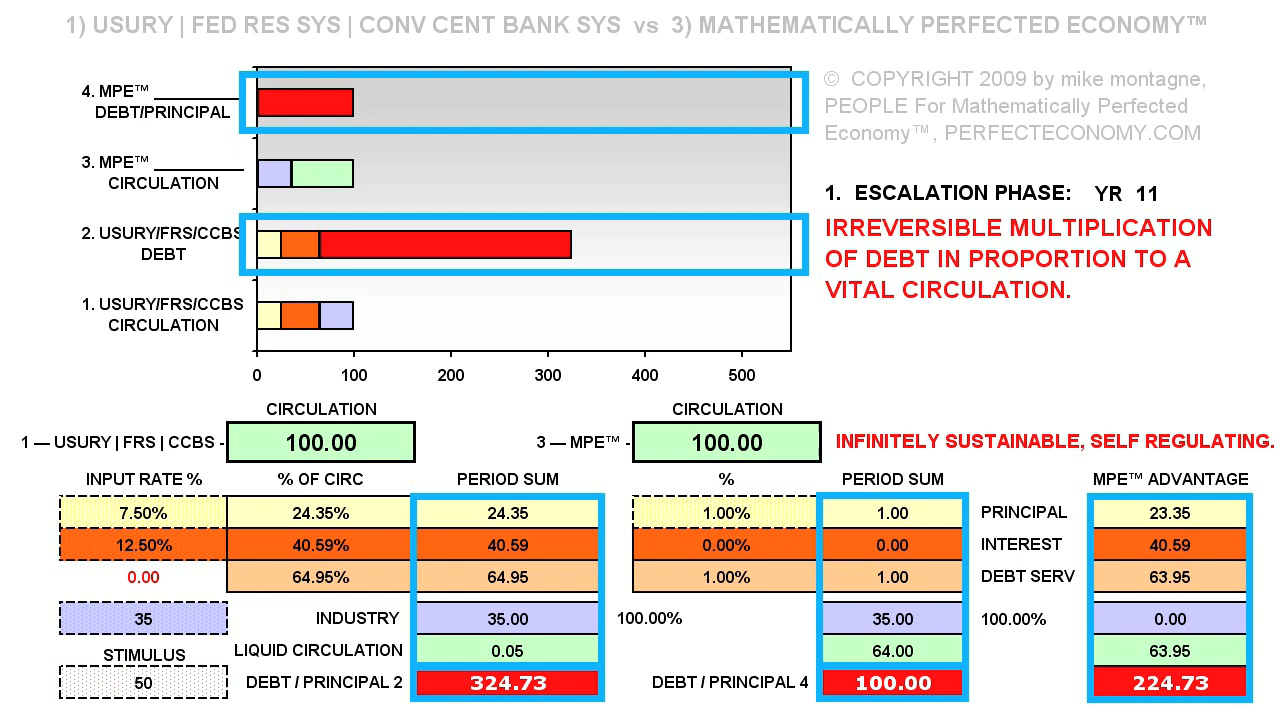 1) USURY | FED RES SYS | CONV CENT BANK SYS vs 3) MATHEMATICALLY PERFECTED ECONOMY™
© COPYRIGHT 2009 by mike montagne,
PEOPLE For Mathematically Perfected
Economy™, PERFECTECONOMY.COM
4. MPE™
DEBT/PRINCIPAL
3. MPE™
CIRCULATION
2. USURY/FRS/CCBS
DEBT
1. USURY/FRS/CCBS
CIRCULATION
0 100 200 300 400 500
1. ESCALATION PHASE: YR 11
IRREVERSIBLE MULTIPLICATION
OF DEBT IN PROPORTION TO A
VITAL CIRCULATION.
CIRCULATION CIRCULATION
1 — USURY | FRS | CCBS - 100.00 3 — MPE™ - 100.00 INFINITELY SUSTAINABLE, SELF REGULATING.
INPUT RATE % % OF CIRC PERIOD SUM % PERIOD SUM MPE™ ADVANTAGE
7.50% 24.35% 24.35 1.00% 1.00 PRINCIPAL 23.35
12.50% 40.59% 40.59 0.00% 0.00 INTEREST 40.59
0.00 64.95% 64.95 1.00% 1.00 DEBT SERV 63.95
35 INDUSTRY 35.00 100.00% 35.00 100.00% 0.00
STIMULUS LIQUID CIRCULATION 0.05 64.00 63.95
50 DEBT / PRINCIPAL 2 324.73 DEBT / PRINCIPAL 4 100.00 224.73